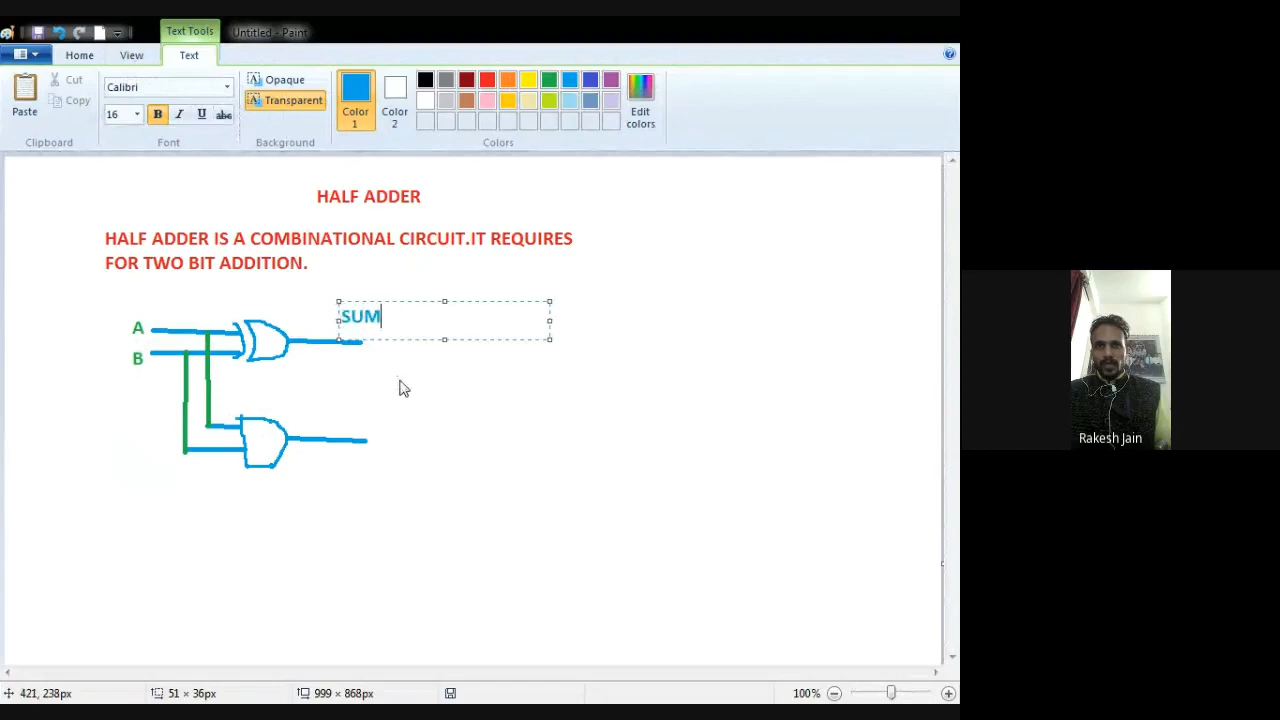 Text Tools
Untitled - Paint
Home View Text
Paste
Cut
Copy
Clipboard
Calibri
16 B I U abc
Font
Opaque
Transparent
Background
Color 1
Color 2
Edit colors
Colors
HALF ADDER
HALF ADDER IS A COMBINATIONAL CIRCUIT.IT REQUIRES
FOR TWO BIT ADDITION.
SUM
A
B
Rakesh Jain
421, 238px 51 × 36px 999 × 868px 100%